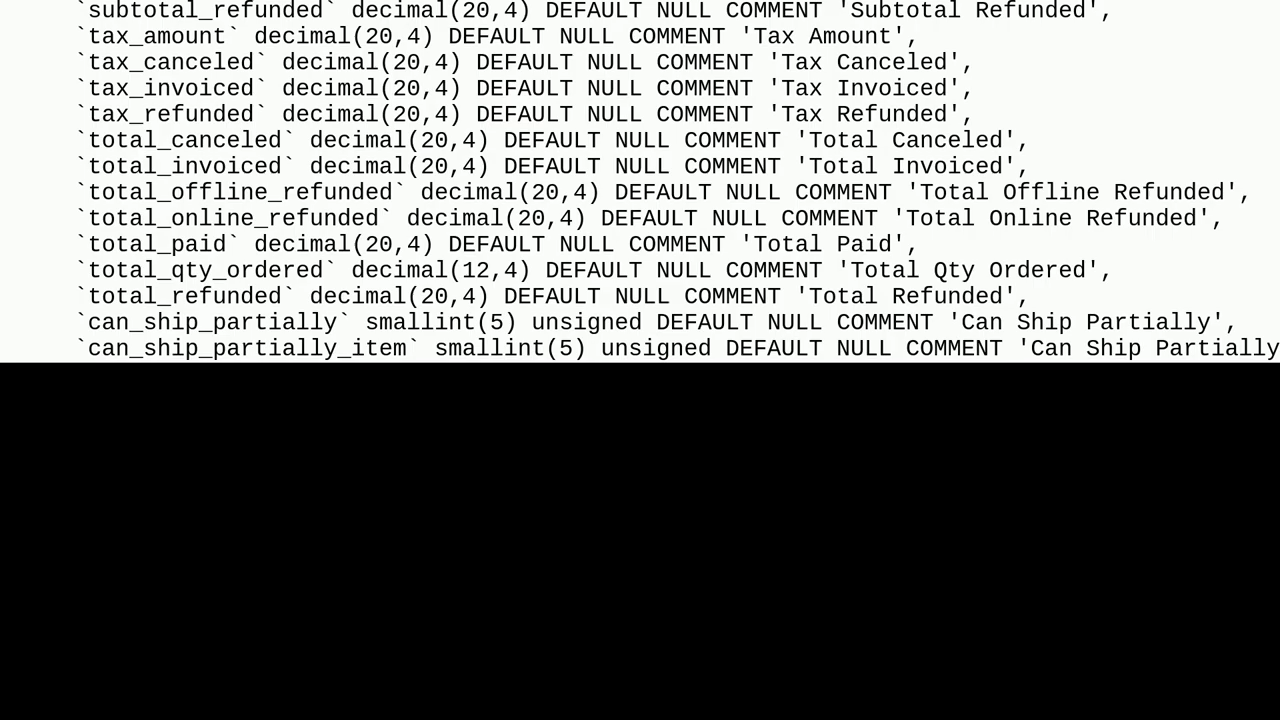 `subtotal_refunded` decimal(20,4) DEFAULT NULL COMMENT 'Subtotal Refunded',
`tax_amount` decimal(20,4) DEFAULT NULL COMMENT 'Tax Amount',
`tax_canceled` decimal(20,4) DEFAULT NULL COMMENT 'Tax Canceled',
`tax_invoiced` decimal(20,4) DEFAULT NULL COMMENT 'Tax Invoiced',
`tax_refunded` decimal(20,4) DEFAULT NULL COMMENT 'Tax Refunded',
`total_canceled` decimal(20,4) DEFAULT NULL COMMENT 'Total Canceled',
`total_invoiced` decimal(20,4) DEFAULT NULL COMMENT 'Total Invoiced',
`total_offline_refunded` decimal(20,4) DEFAULT NULL COMMENT 'Total Offline Refunded',
`total_online_refunded` decimal(20,4) DEFAULT NULL COMMENT 'Total Online Refunded',
`total_paid` decimal(20,4) DEFAULT NULL COMMENT 'Total Paid',
`total_qty_ordered` decimal(12,4) DEFAULT NULL COMMENT 'Total Qty Ordered',
`total_refunded` decimal(20,4) DEFAULT NULL COMMENT 'Total Refunded',
`can_ship_partially` smallint(5) unsigned DEFAULT NULL COMMENT 'Can Ship Partially',
`can_ship_partially_item` smallint(5) unsigned DEFAULT NULL COMMENT 'Can Ship Partially